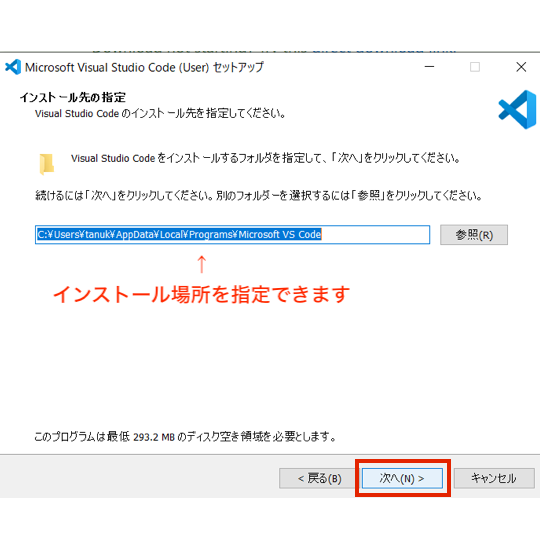 Microsoft Visual Studio Code (User) セットアップ
インストール先の指定
Visual Studio Code のインストール先を指定してください。
Visual Studio Code をインストールするフォルダを指定して、「次へ」をクリックしてください。
続けるには「次へ」をクリックしてください。別のフォルダーを選択するには「参照」をクリックしてください。
C:¥Users¥tanuk¥AppData¥Local¥Programs¥Microsoft VS Code
参照(R)
↑
インストール場所を指定できます
このプログラムは最低 293.2 MB のディスク空き領域を必要とします。
< 戻る(B)
次へ(N) >
キャンセル